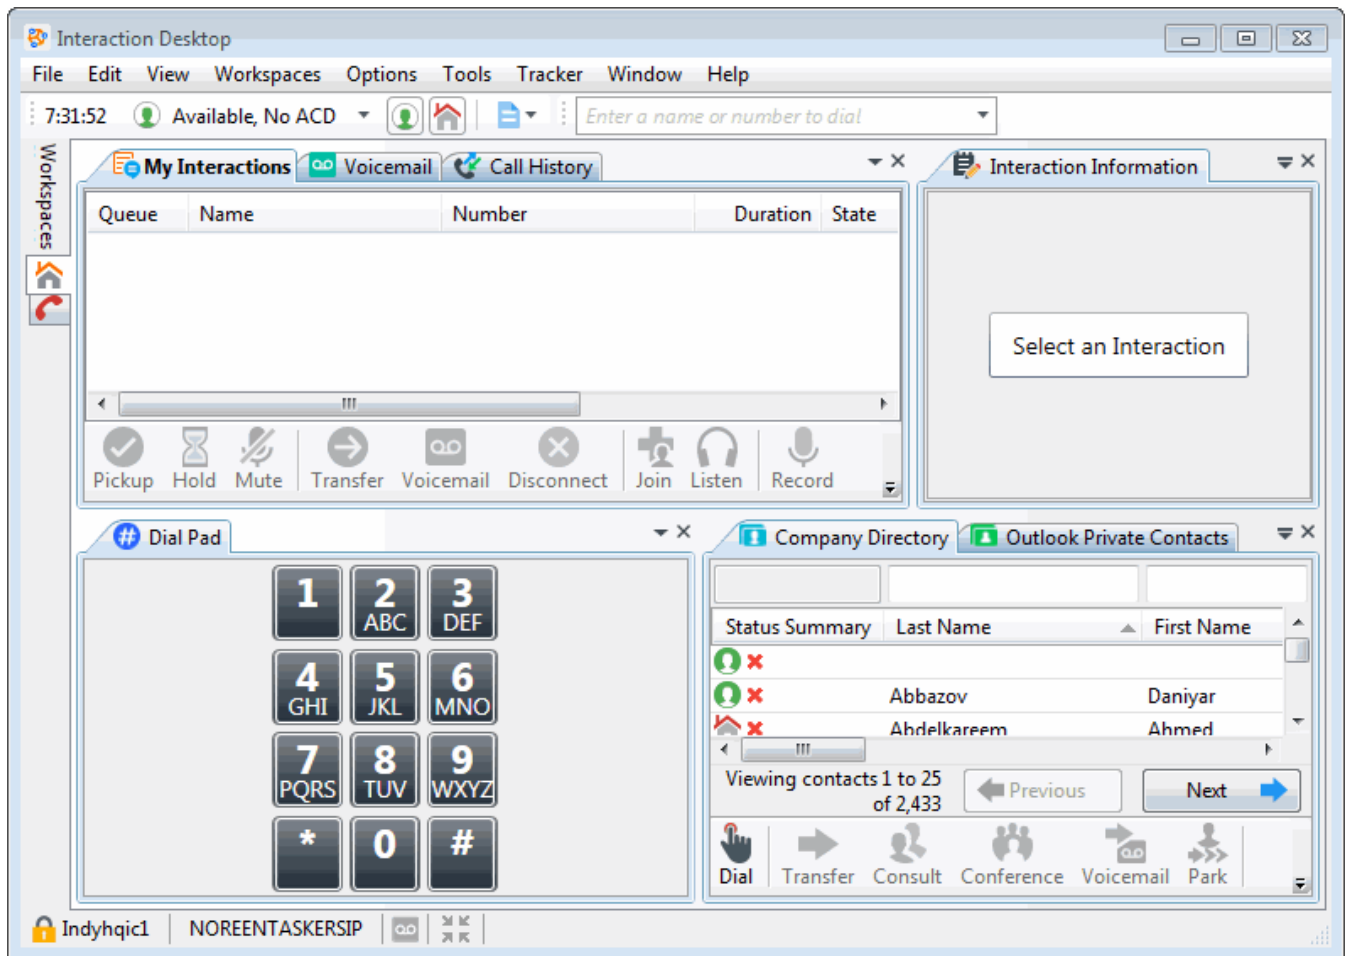 Interaction Desktop
File Edit View Workspaces Options Tools Tracker Window Help
7:31:52 Available, No ACD Enter a name or number to dial
Workspaces
My Interactions Voicemail Call History
Queue Name Number Duration State
Pickup Hold Mute Transfer Voicemail Disconnect Join Listen Record
Interaction Information
Select an Interaction
# Dial Pad
1 2 3
ABC DEF
4 5 6
GHI JKL MNO
7 8 9
PQRS TUV WXYZ
* 0 #
Company Directory Outlook Private Contacts
Status Summary Last Name First Name
Abbazov Daniyar
Abdelkareem Ahmed
Viewing contacts 1 to 25
of 2,433
Previous Next
Dial Transfer Consult Conference Voicemail Park
Indyhqic1 NOREENTASKERSIP